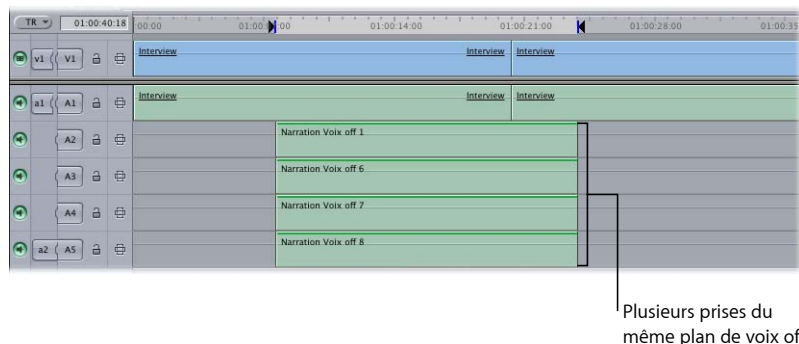 TR 01:00:40:18 00:00 01:00: 00 01:00:14:00 01:00:21:00 01:00:28:00 01:00:35
v1 V1 Interview Interview Interview
a1 A1 Interview Interview Interview
A2 Narration Voix off 1
A3 Narration Voix off 6
A4 Narration Voix off 7
a2 A5 Narration Voix off 8
Plusieurs prises du
même plan de voix of